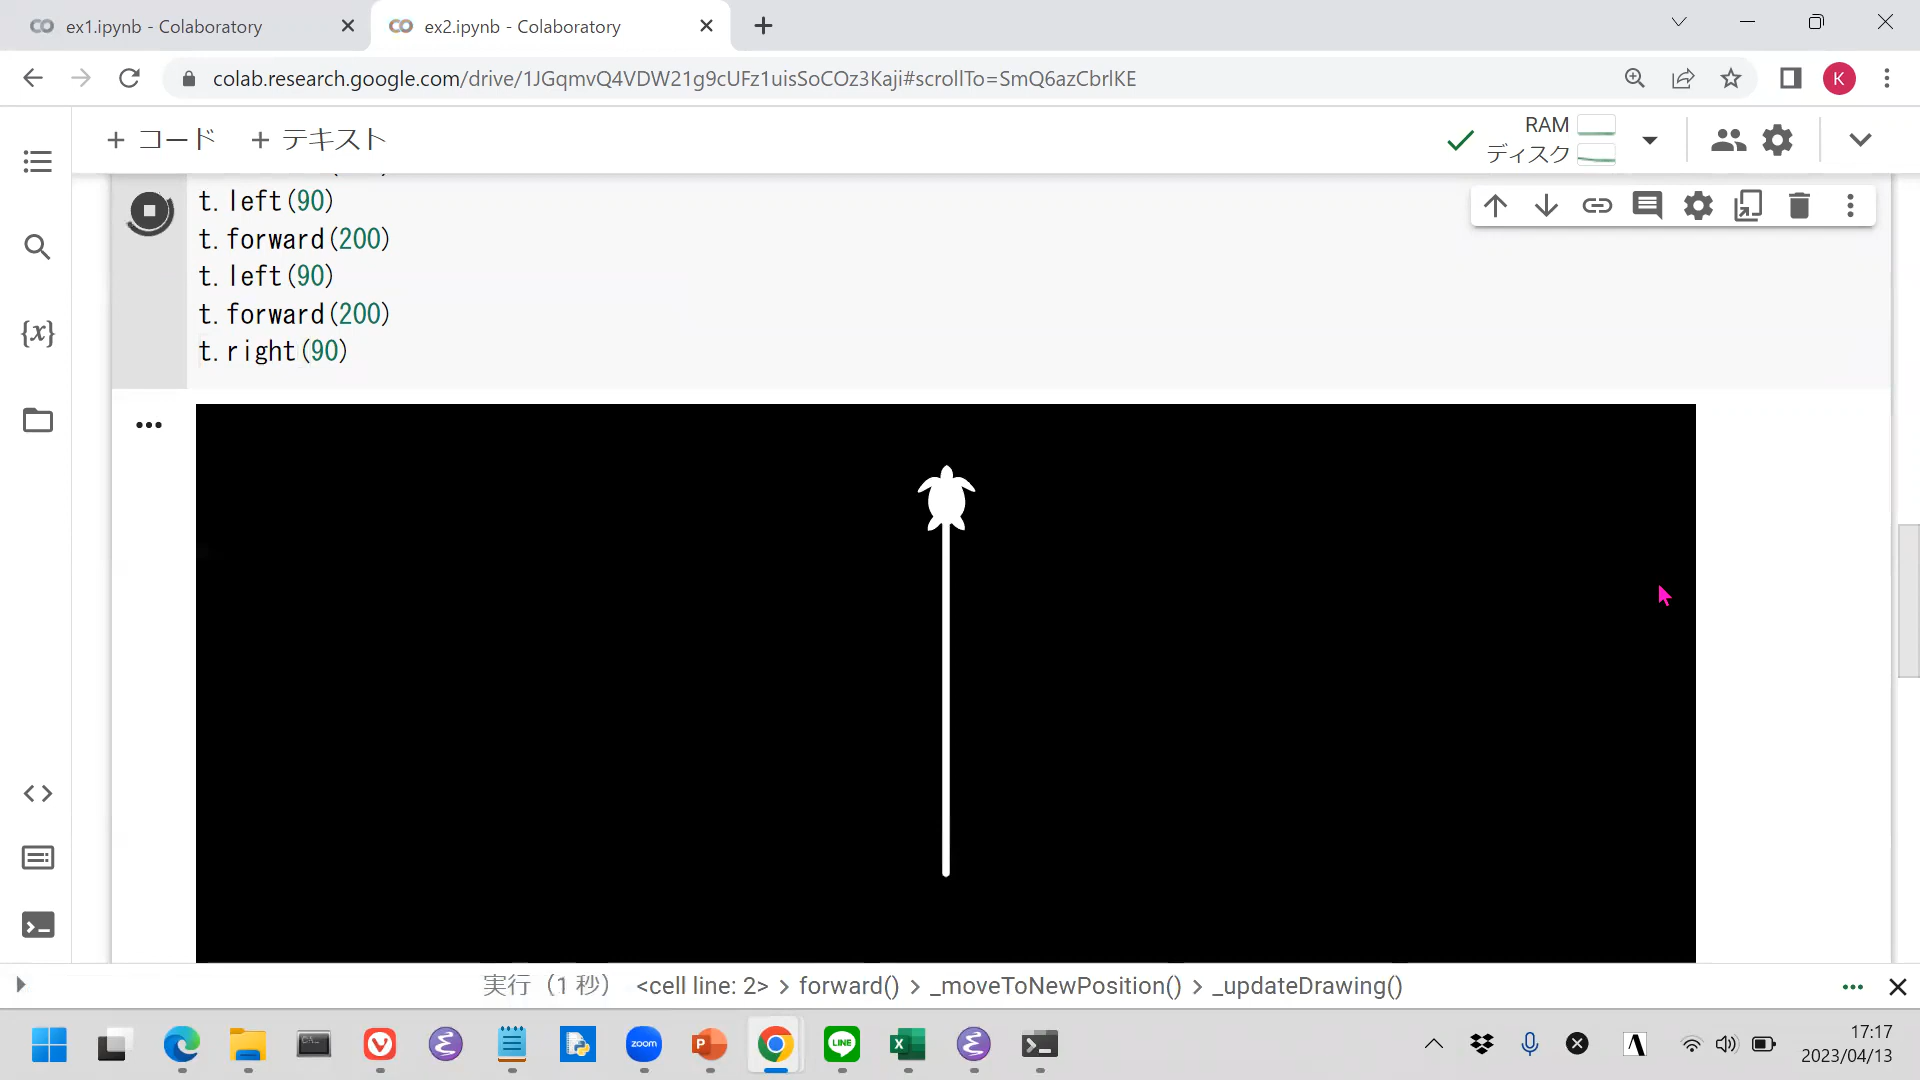 ex1.ipynb - Colaboratory
ex2.ipynb - Colaboratory
colab.research.google.com/drive/1JGqmvQ4VDW21g9cUFz1uisSoCOz3Kaji#scrollTo=SmQ6azCbrlKE
K
+ コード + テキスト
RAM
ディスク
t.left(90)
t.forward(200)
t.left(90)
t.forward(200)
t.right(90)
{x}
実行 (1 秒) <cell line: 2> > forward() > _moveToNewPosition() > _updateDrawing()
zoom
P
LINE
X
A
17:17
2023/04/13